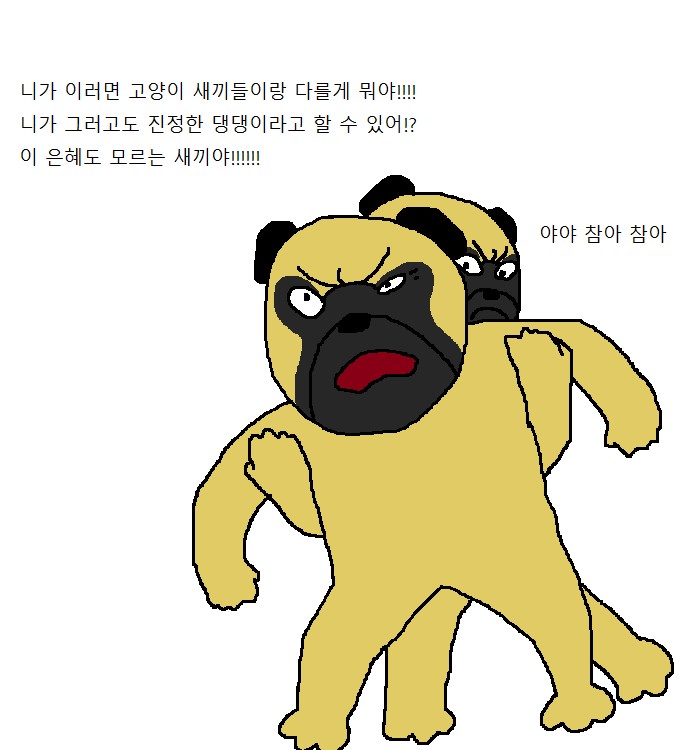 니가 이러면 고양이 새끼들이랑 다를게 뭐야!!!!
니가 그러고도 진정한 댕댕이라고 할 수 있어!?
이 은혜도 모르는 새끼야!!!!!!
야야 참아 참아